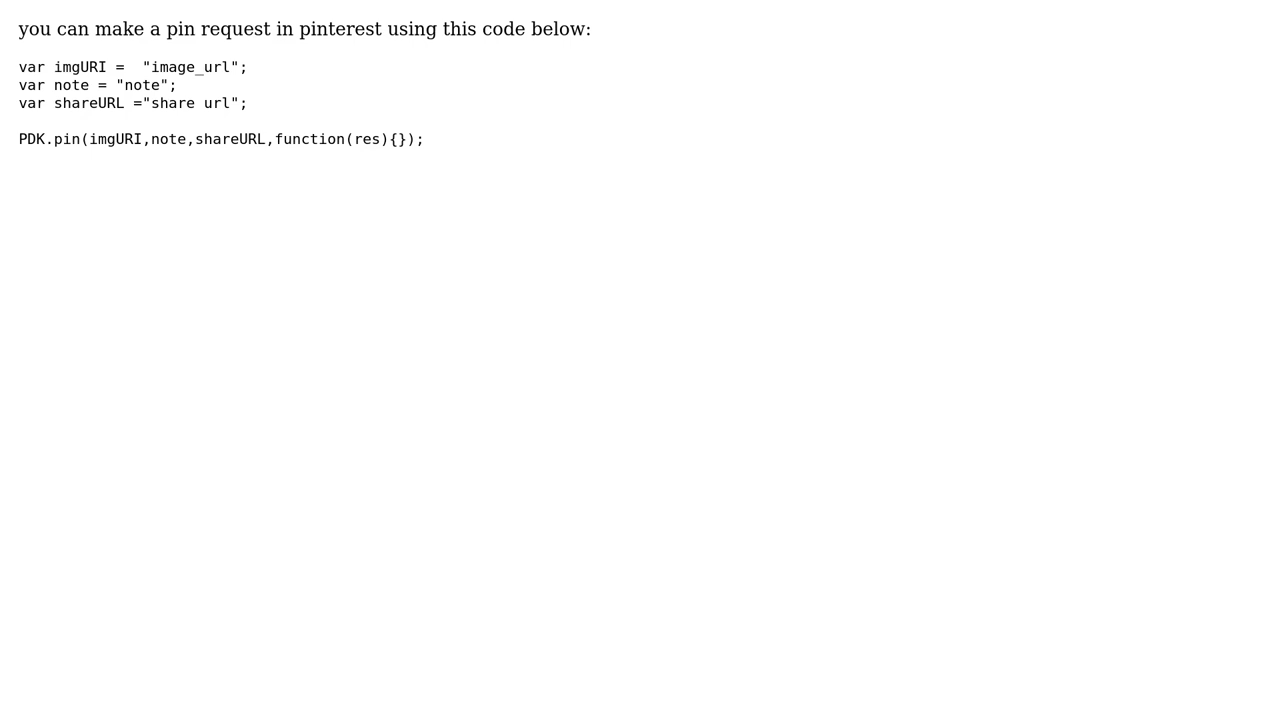 you can make a pin request in pinterest using this code below:
var imgURI =  "image_url";
var note = "note";
var shareURL ="share url";
PDK.pin(imgURI,note,shareURL,function(res){});